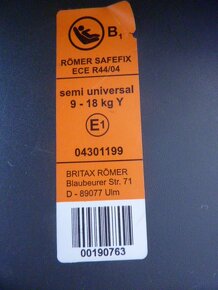 B1
RÖMER SAFEFIX
ECE R44/04
semi universal
9 - 18 kg Y
E1
04301199
BRITAX RÖMER
Blaubeurer Str. 71
D - 89077 Ulm
00190763